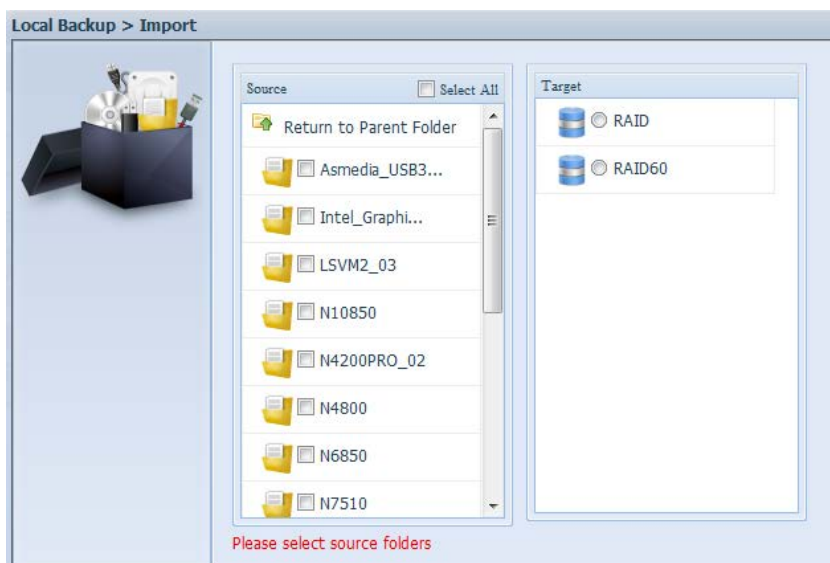 Local Backup > Import
Source
Select All
Return to Parent Folder
Asmedia_USB3...
Intel_Graphi...
LSVM2_03
N10850
N4200PRO_02
N4800
N6850
N7510
Target
RAID
RAID60
Please select source folders